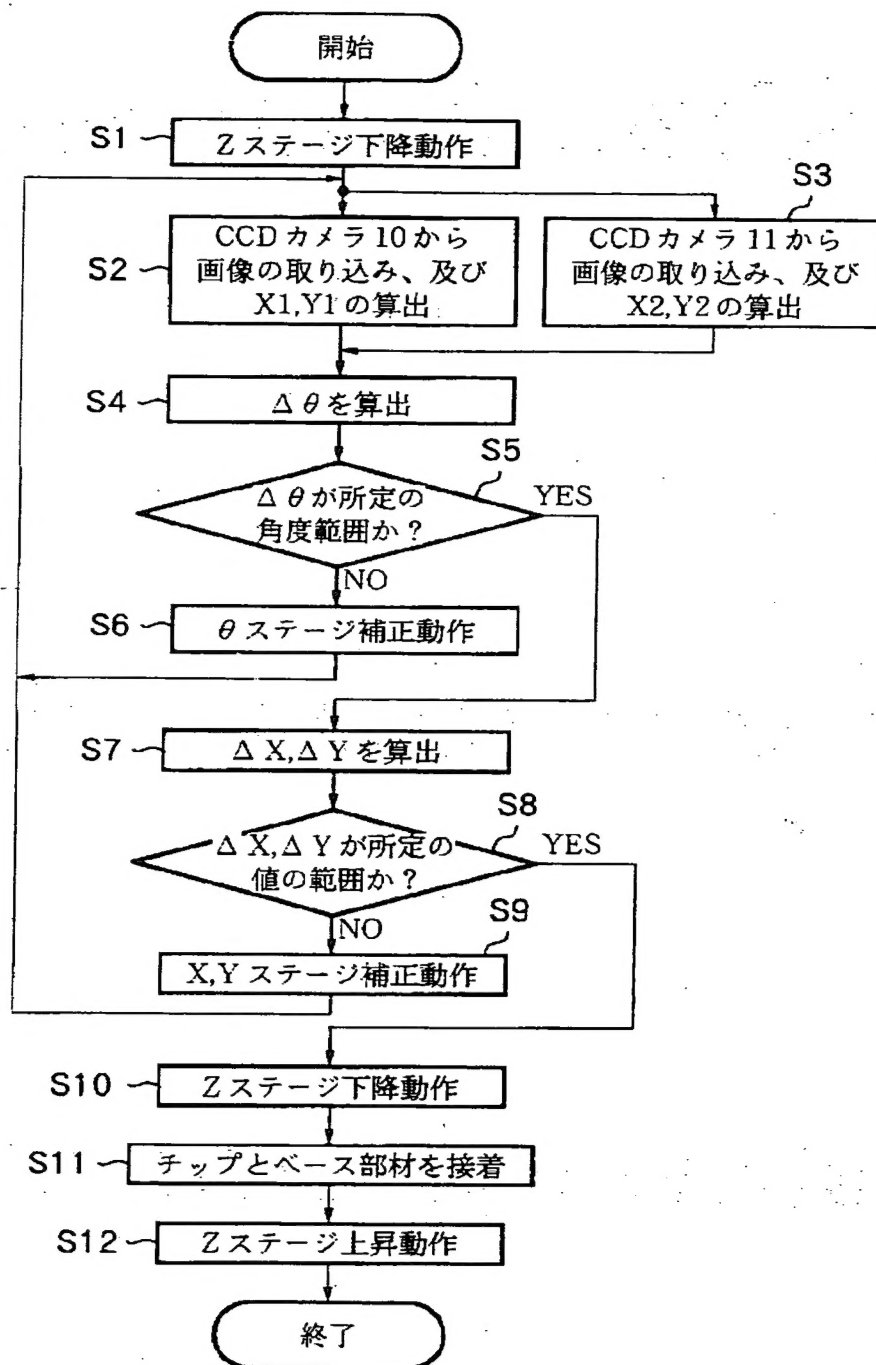 開始
S1
Zステージ下降動作
S2
CCDカメラ10から
画像の取り込み、及び
X1,Y1の算出
S3
CCDカメラ11から
画像の取り込み、及び
X2,Y2の算出
S4
Δθを算出
S5
Δθが所定の
角度範囲か?
YES
NO
S6
θステージ補正動作
S7
ΔX,ΔYを算出
S8
ΔX,ΔYが所定の
値の範囲か?
YES
NO
S9
X,Yステージ補正動作
S10
Zステージ下降動作
S11
チップとベース部材を接着
S12
Zステージ上昇動作
終了